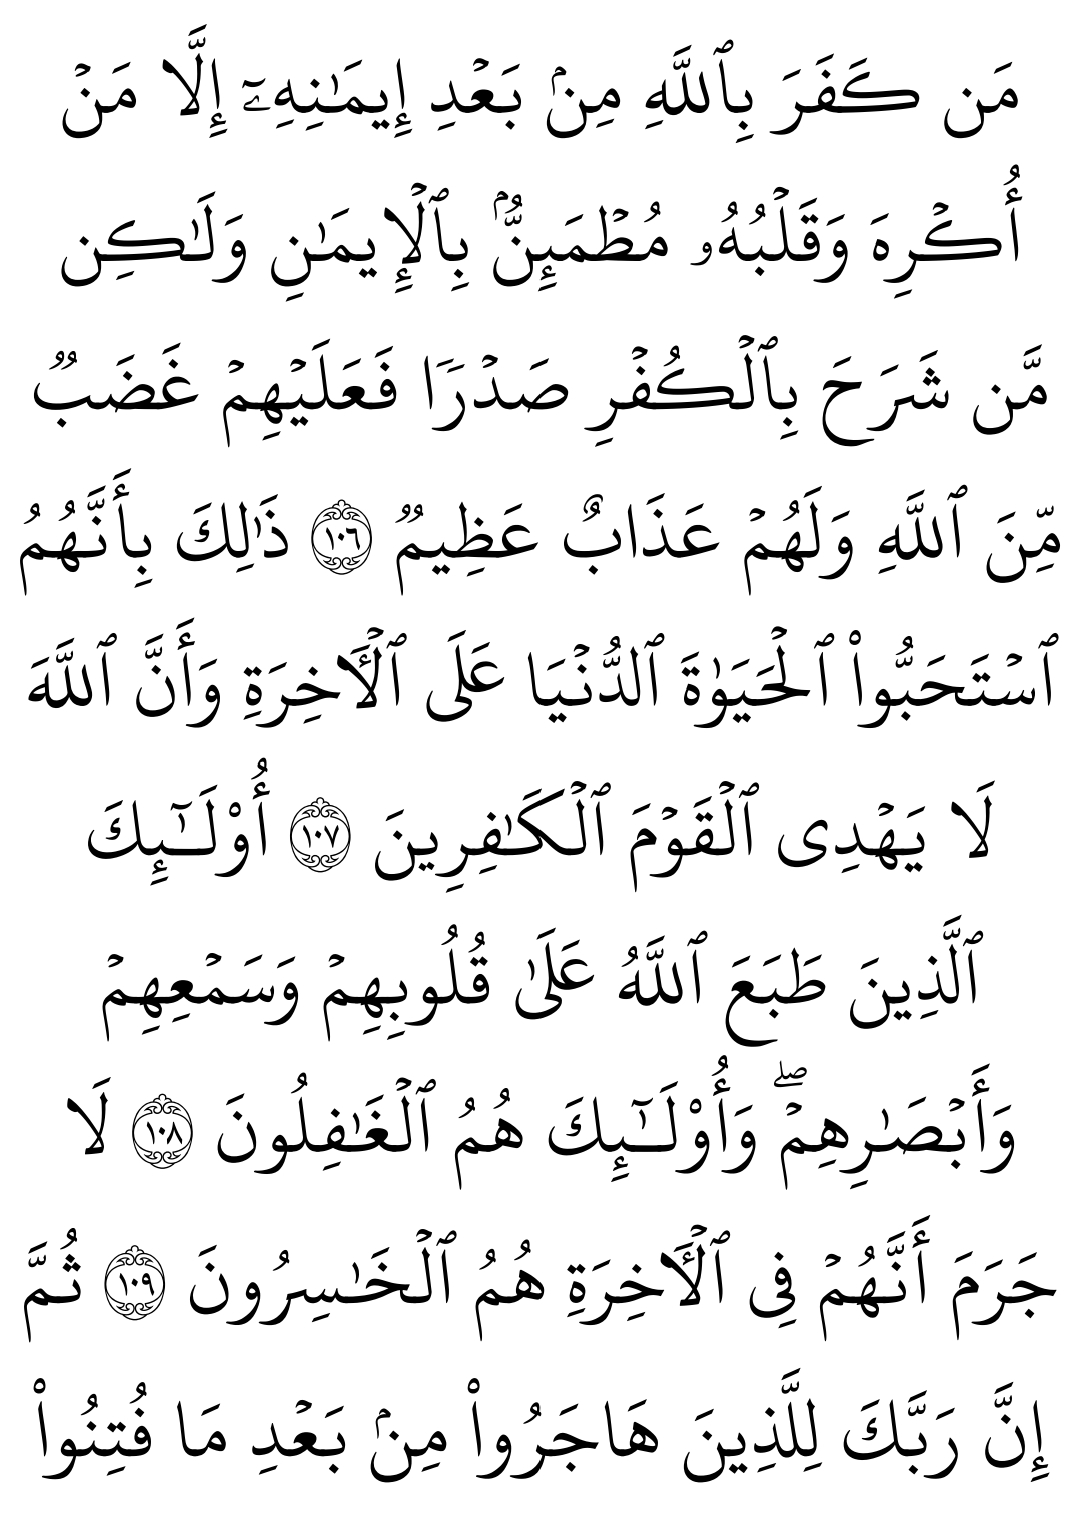 مَن كَفَرَ بِٱللَّهِ مِنۢ بَعۡدِ إِيمَٰنِهِۦٓ إِلَّا مَنۡ
أُكۡرِهَ وَقَلۡبُهُۥ مُطۡمَئِنُّۢ بِٱلۡإِيمَٰنِ وَلَٰكِن
مَّن شَرَحَ بِٱلۡكُفۡرِ صَدۡرٗا فَعَلَيۡهِمۡ غَضَبٞ
مِّنَ ٱللَّهِ وَلَهُمۡ عَذَابٌ عَظِيمٞ ١٠٦ ذَٰلِكَ بِأَنَّهُمُ
ٱسۡتَحَبُّواْ ٱلۡحَيَوٰةَ ٱلدُّنۡيَا عَلَى ٱلۡأٓخِرَةِ وَأَنَّ ٱللَّهَ
لَا يَهۡدِى ٱلۡقَوۡمَ ٱلۡكَٰفِرِينَ ١٠٧ أُوْلَٰٓئِكَ
ٱلَّذِينَ طَبَعَ ٱللَّهُ عَلَىٰ قُلُوبِهِمۡ وَسَمۡعِهِمۡ
وَأَبۡصَٰرِهِمۡۖ وَأُوْلَٰٓئِكَ هُمُ ٱلۡغَٰفِلُونَ ١٠٨ لَا
جَرَمَ أَنَّهُمۡ فِى ٱلۡأٓخِرَةِ هُمُ ٱلۡخَٰسِرُونَ ١٠٩ ثُمَّ
إِنَّ رَبَّكَ لِلَّذِينَ هَاجَرُواْ مِنۢ بَعۡدِ مَا فُتِنُواْ